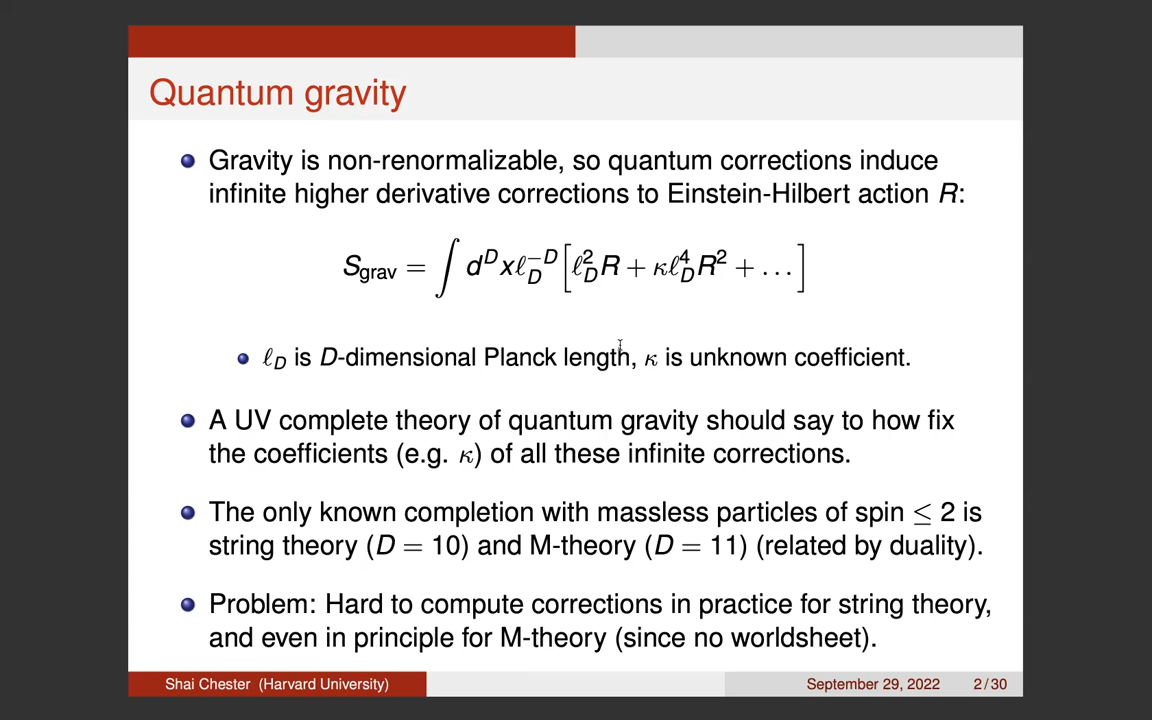 Quantum gravity
Gravity is non-renormalizable, so quantum corrections induce
infinite higher derivative corrections to Einstein-Hilbert action R:
S_grav = ∫ d^D x ℓ_D^{-D} [ ℓ_D^2 R + κ ℓ_D^4 R^2 + . . . ]
ℓ_D is D-dimensional Planck length, κ is unknown coefficient.
A UV complete theory of quantum gravity should say to how fix
the coefficients (e.g. κ) of all these infinite corrections.
The only known completion with massless particles of spin ≤ 2 is
string theory (D = 10) and M-theory (D = 11) (related by duality).
Problem: Hard to compute corrections in practice for string theory,
and even in principle for M-theory (since no worldsheet).
Shai Chester (Harvard University) September 29, 2022 2 / 30